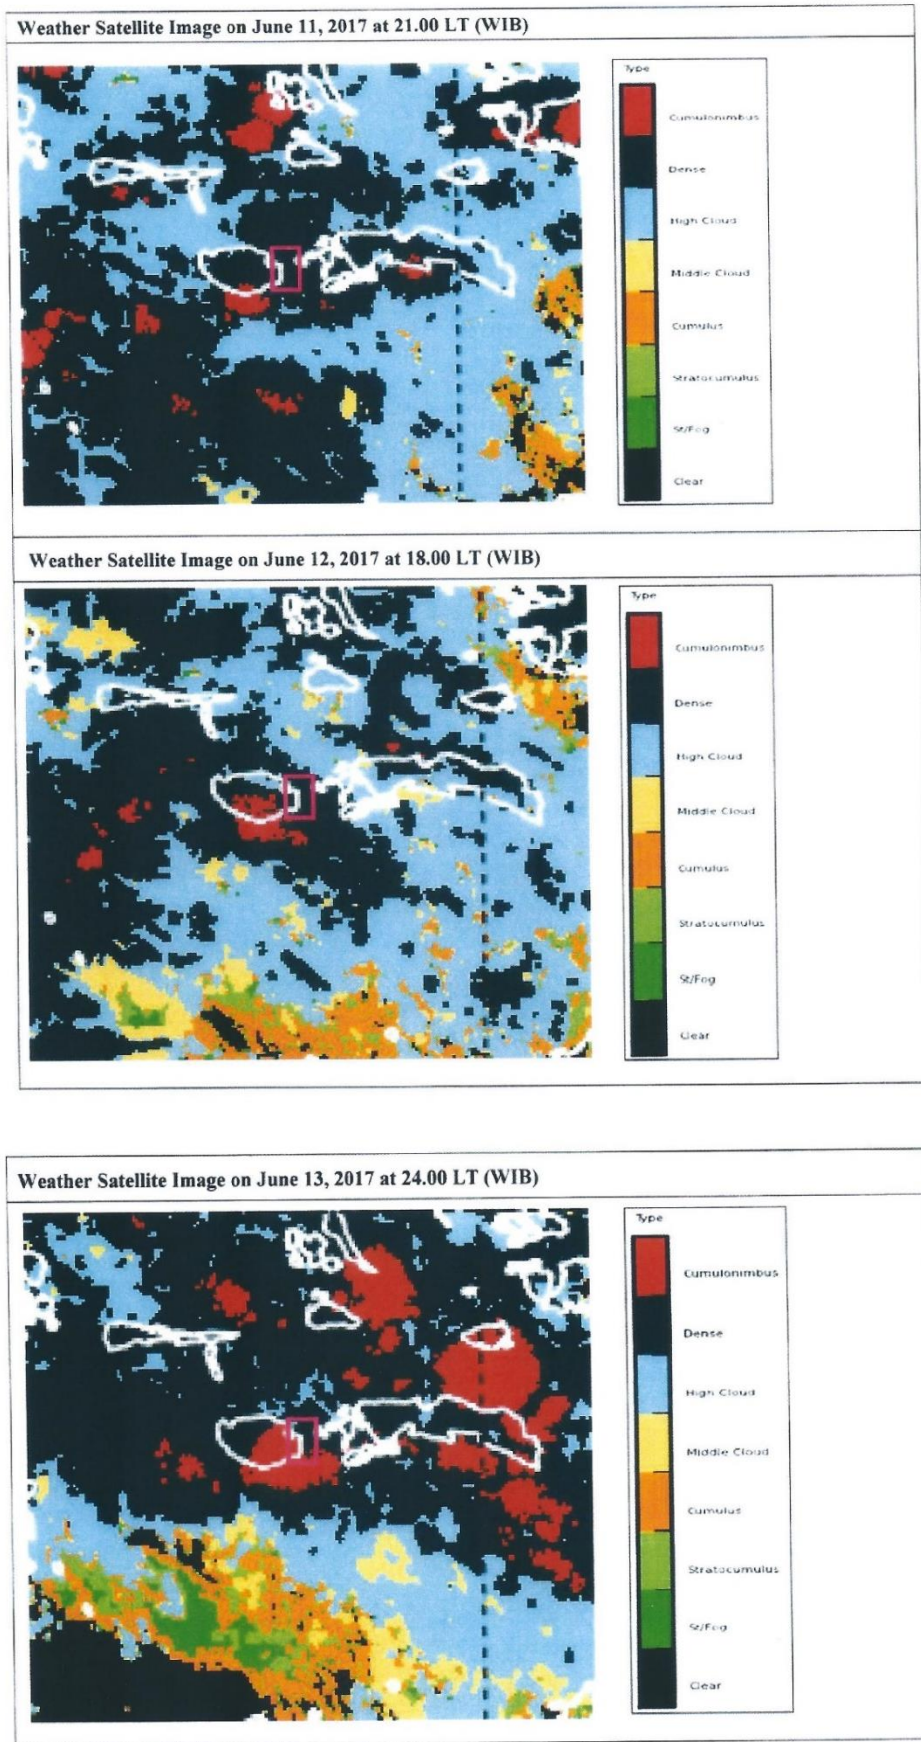 Weather Satellite Image on June 11, 2017 at 21.00 LT (WIB)
Type
Cumulonimbus
Dense
High Cloud
Middle Cloud
Cumulus
Stratocumulus
St/Fog
Clear
Weather Satellite Image on June 12, 2017 at 18.00 LT (WIB)
Type
Cumulonimbus
Dense
High Cloud
Middle Cloud
Cumulus
Stratocumulus
St/Fog
Clear
Weather Satellite Image on June 13, 2017 at 24.00 LT (WIB)
Type
Cumulonimbus
Dense
High Cloud
Middle Cloud
Cumulus
Stratocumulus
St/Fog
Clear